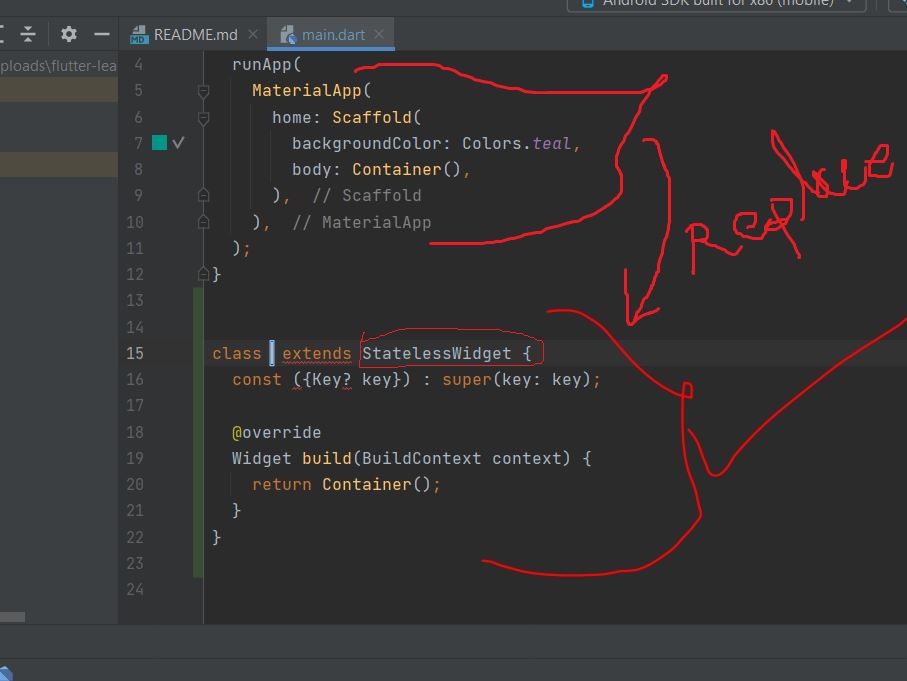 Android SDK built for x86 (mobile)
README.md
main.dart
ploads\flutter-lea
4 runApp(
5 MaterialApp(
6 home: Scaffold(
7 backgroundColor: Colors.teal,
8 body: Container(),
9 ), // Scaffold
10 ), // MaterialApp
11 );
12 }
13
14
15 class extends StatelessWidget {
16 const ({Key? key}) : super(key: key);
17
18 @override
19 Widget build(BuildContext context) {
20 return Container();
21 }
22 }
23
24